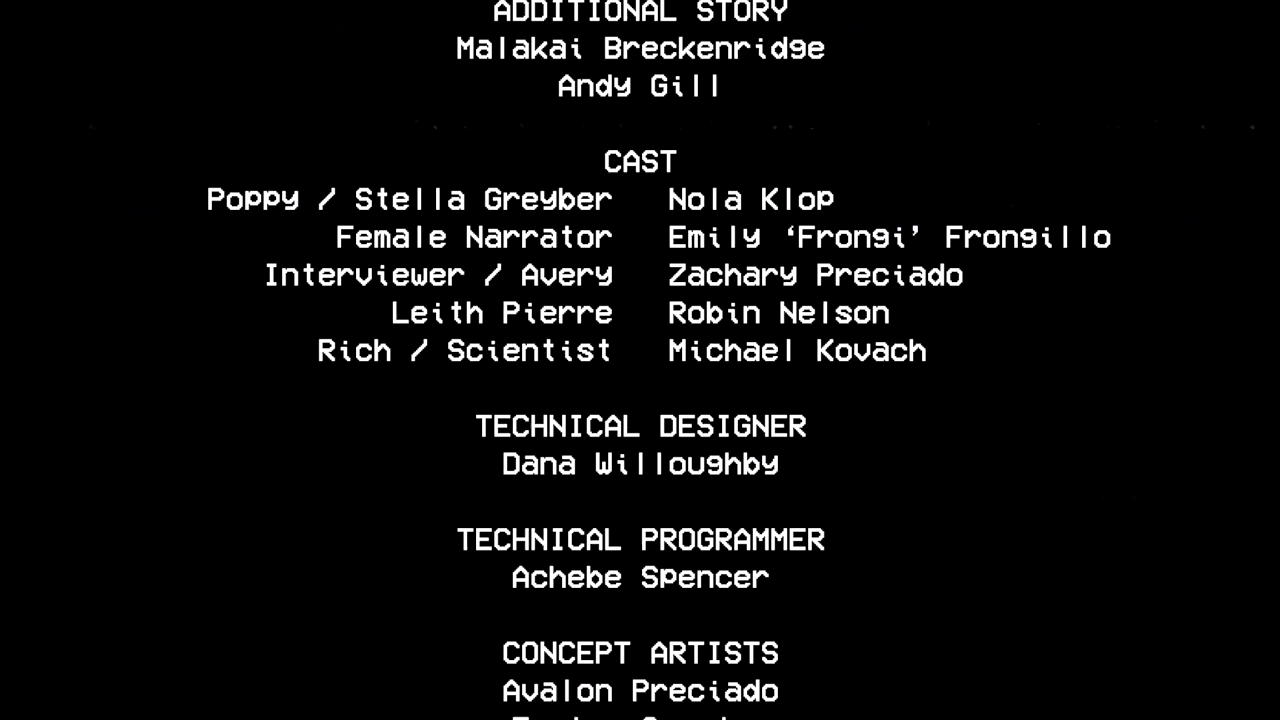 ADDITIONAL STORY
Malakai Breckenridge
Andy Gill
CAST
Poppy / Stella Greyber Nola Klop
Female Narrator Emily ‘Frongi’ Frongillo
Interviewer / Avery Zachary Preciado
Leith Pierre Robin Nelson
Rich / Scientist Michael Kovach
TECHNICAL DESIGNER
Dana Willoughby
TECHNICAL PROGRAMMER
Achebe Spencer
CONCEPT ARTISTS
Avalon Preciado